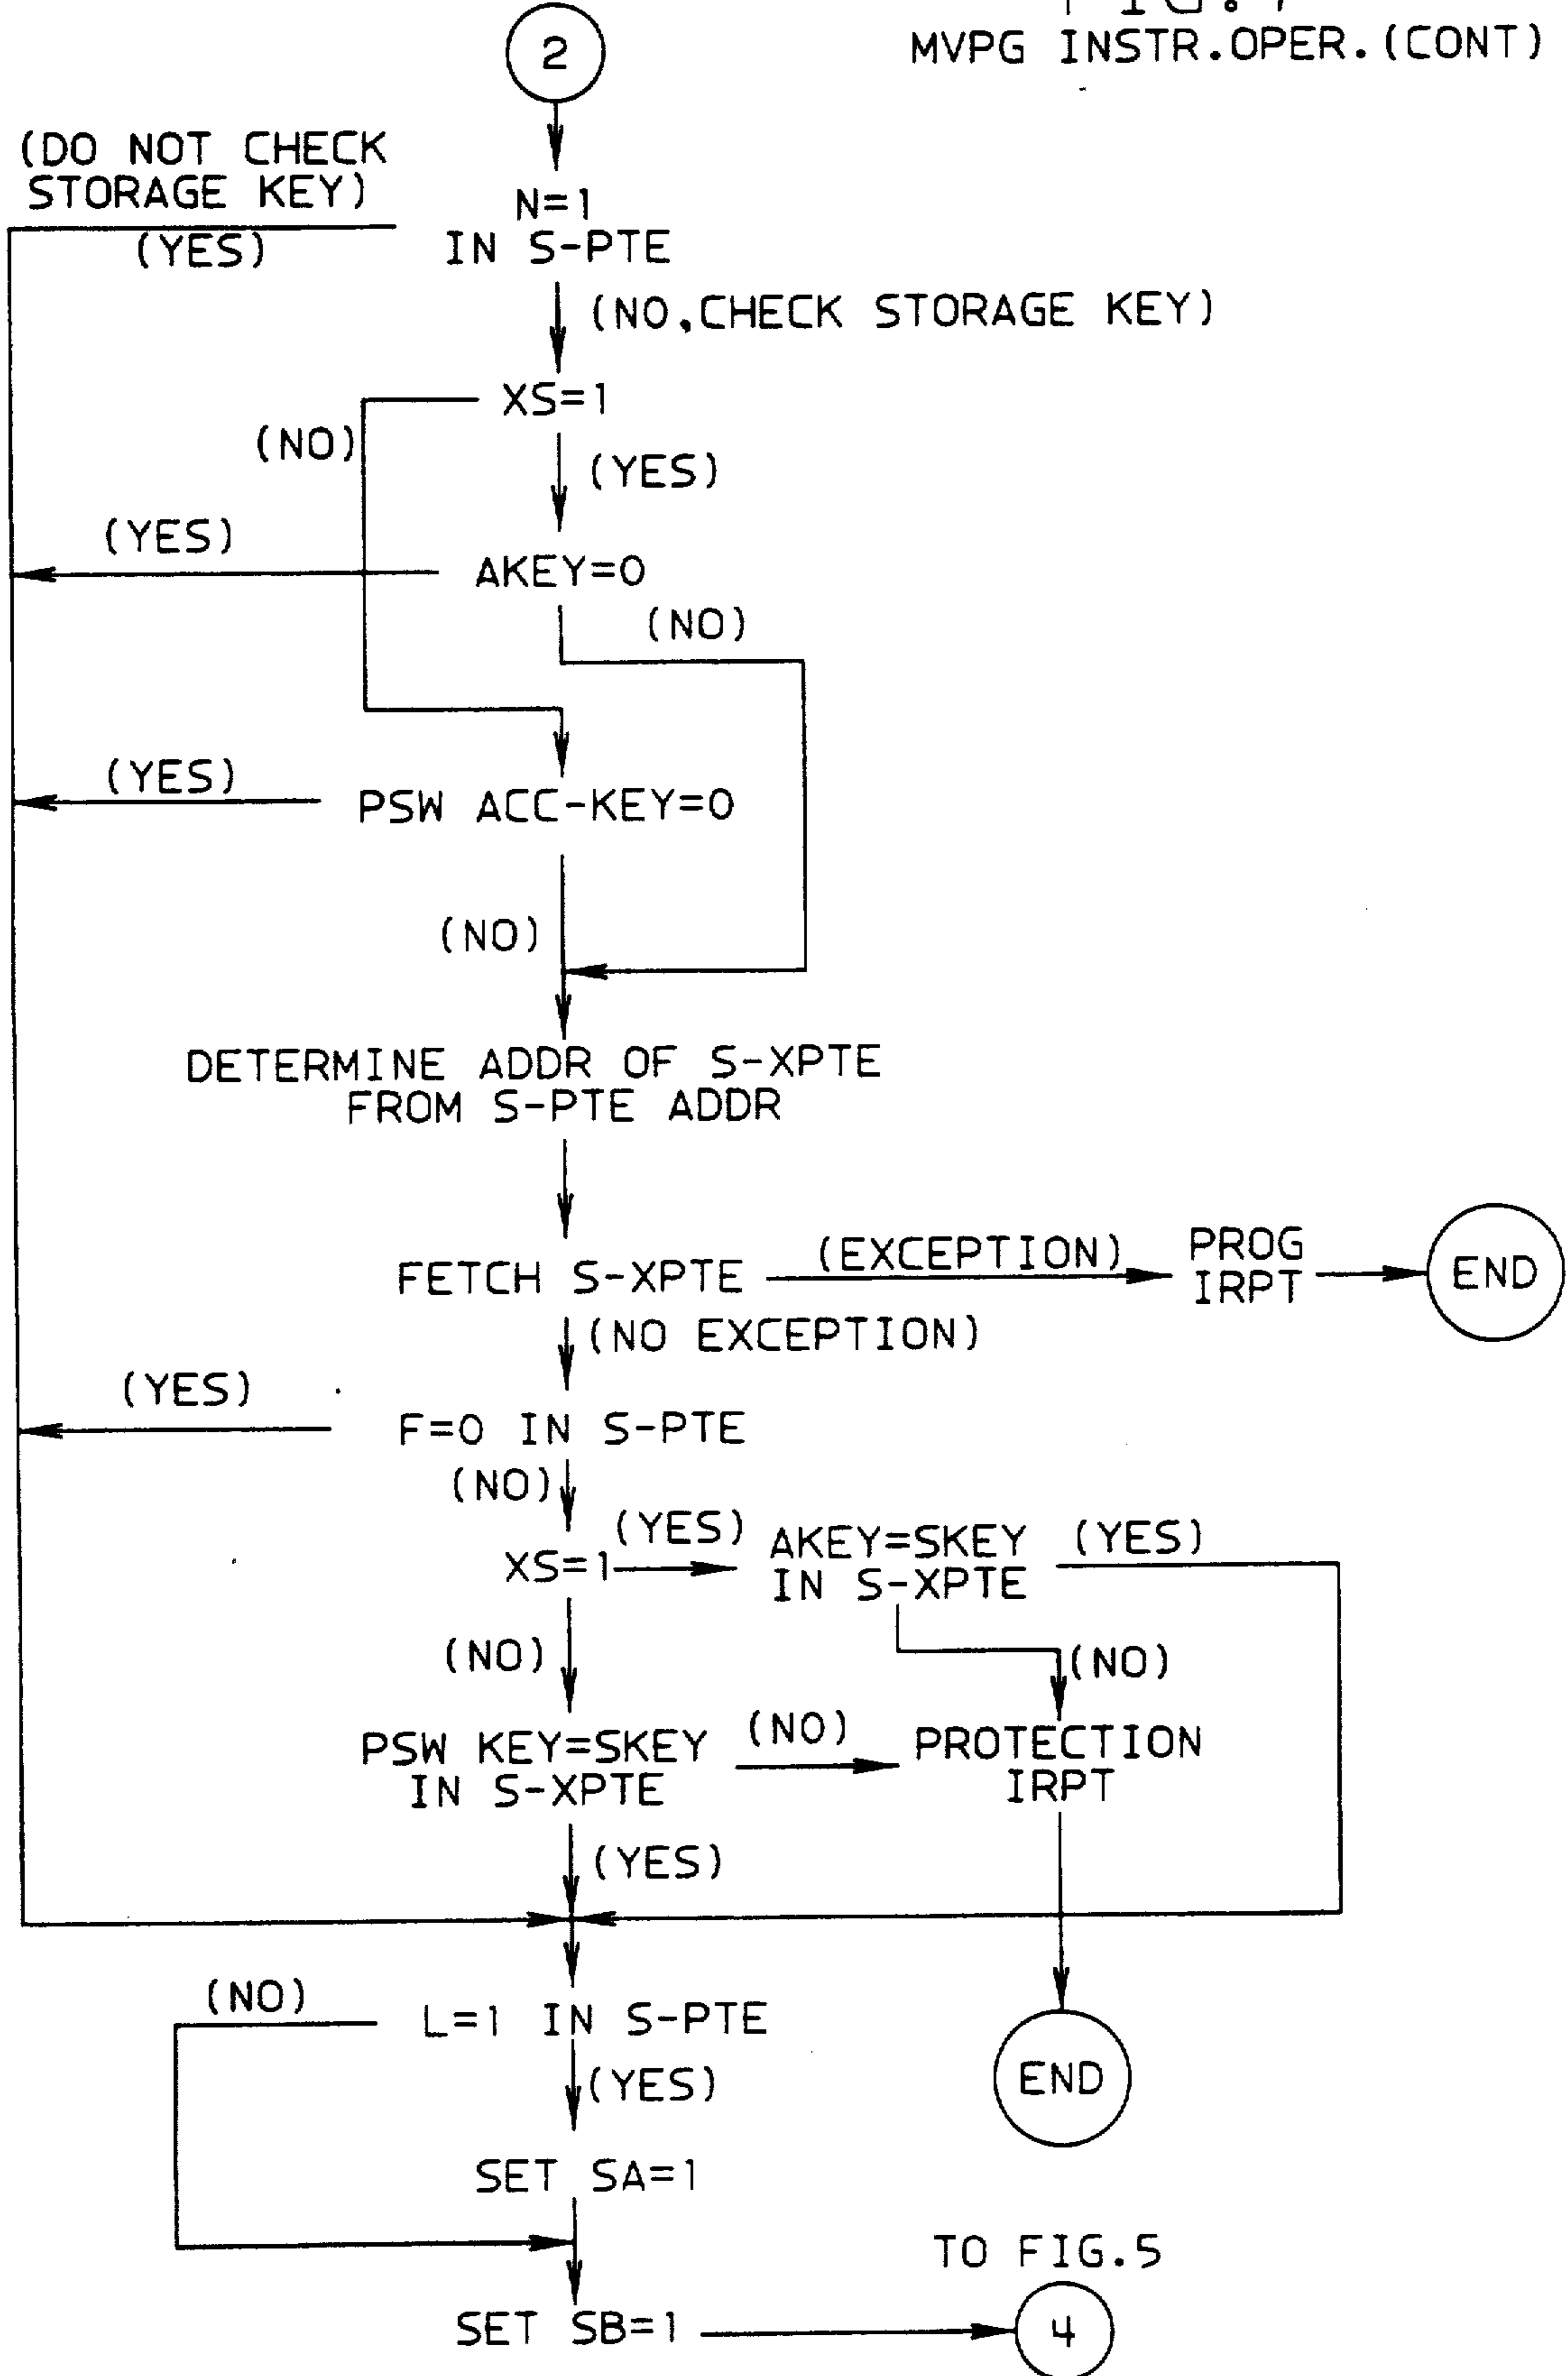 FIG.7
MVPG INSTR.OPER.(CONT)
2
(DO NOT CHECK
STORAGE KEY)
(YES)
N=1
IN S-PTE
(NO,CHECK STORAGE KEY)
XS=1
(NO)
(YES)
(YES)
AKEY=0
(NO)
(YES)
PSW ACC-KEY=0
(NO)
DETERMINE ADDR OF S-XPTE
FROM S-PTE ADDR
FETCH S-XPTE
(EXCEPTION)
PROG
IRPT
END
(NO EXCEPTION)
(YES)
F=0 IN S-PTE
(NO)
XS=1
(YES)
AKEY=SKEY
IN S-XPTE
(YES)
(NO)
(NO)
PSW KEY=SKEY
IN S-XPTE
(NO)
PROTECTION
IRPT
(YES)
(NO)
L=1 IN S-PTE
(YES)
END
SET SA=1
TO FIG.5
SET SB=1
4